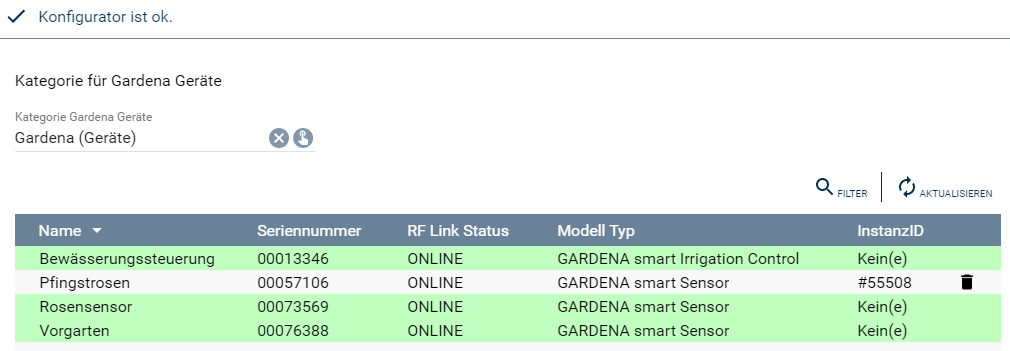 Konfigurator ist ok.
Kategorie für Gardena Geräte
Kategorie Gardena Geräte
Gardena (Geräte)
FILTER AKTUALISIEREN
Name Seriennummer RF Link Status Modell Typ InstanzID
Bewässerungssteuerung 00013346 ONLINE GARDENA smart Irrigation Control Kein(e)
Pfingstrosen 00057106 ONLINE GARDENA smart Sensor #55508
Rosensensor 00073569 ONLINE GARDENA smart Sensor Kein(e)
Vorgarten 00076388 ONLINE GARDENA smart Sensor Kein(e)